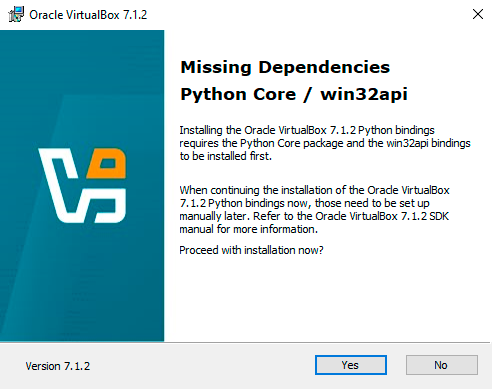 Oracle VirtualBox 7.1.2
Missing Dependencies
Python Core / win32api
Installing the Oracle VirtualBox 7.1.2 Python bindings
requires the Python Core package and the win32api bindings
to be installed first.
When continuing the installation of the Oracle VirtualBox
7.1.2 Python bindings now, those need to be set up
manually later. Refer to the Oracle VirtualBox 7.1.2 SDK
manual for more information.
Proceed with installation now?
Version 7.1.2
Yes
No